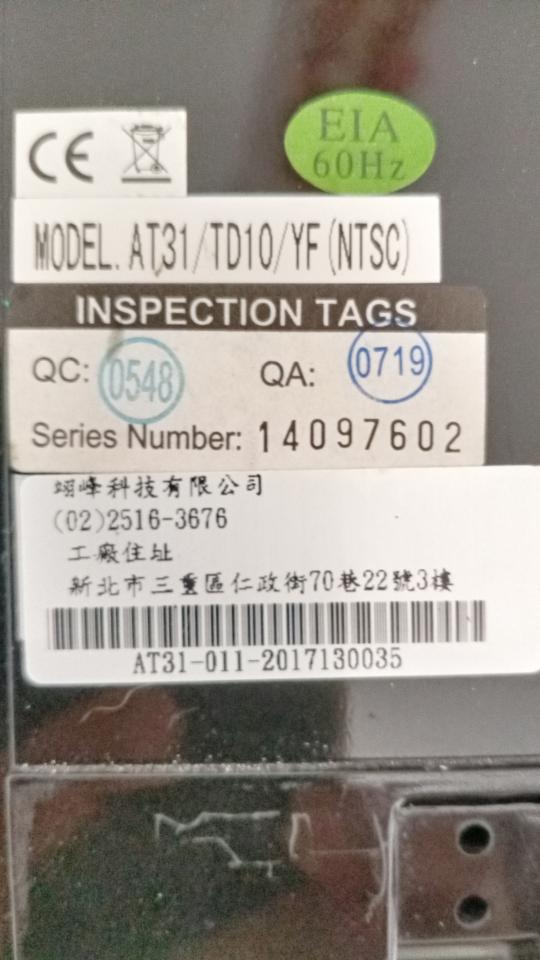 CE
EIA
60Hz
MODEL. AT31/TD10/YF(NTSC)
INSPECTION TAGS
QC: 0548 QA: 0719
Series Number: 14097602
翊峰科技有限公司
(02)2516-3676
工廠住址
新北市三重區仁政街70巷22號3樓
AT31-011-2017130035